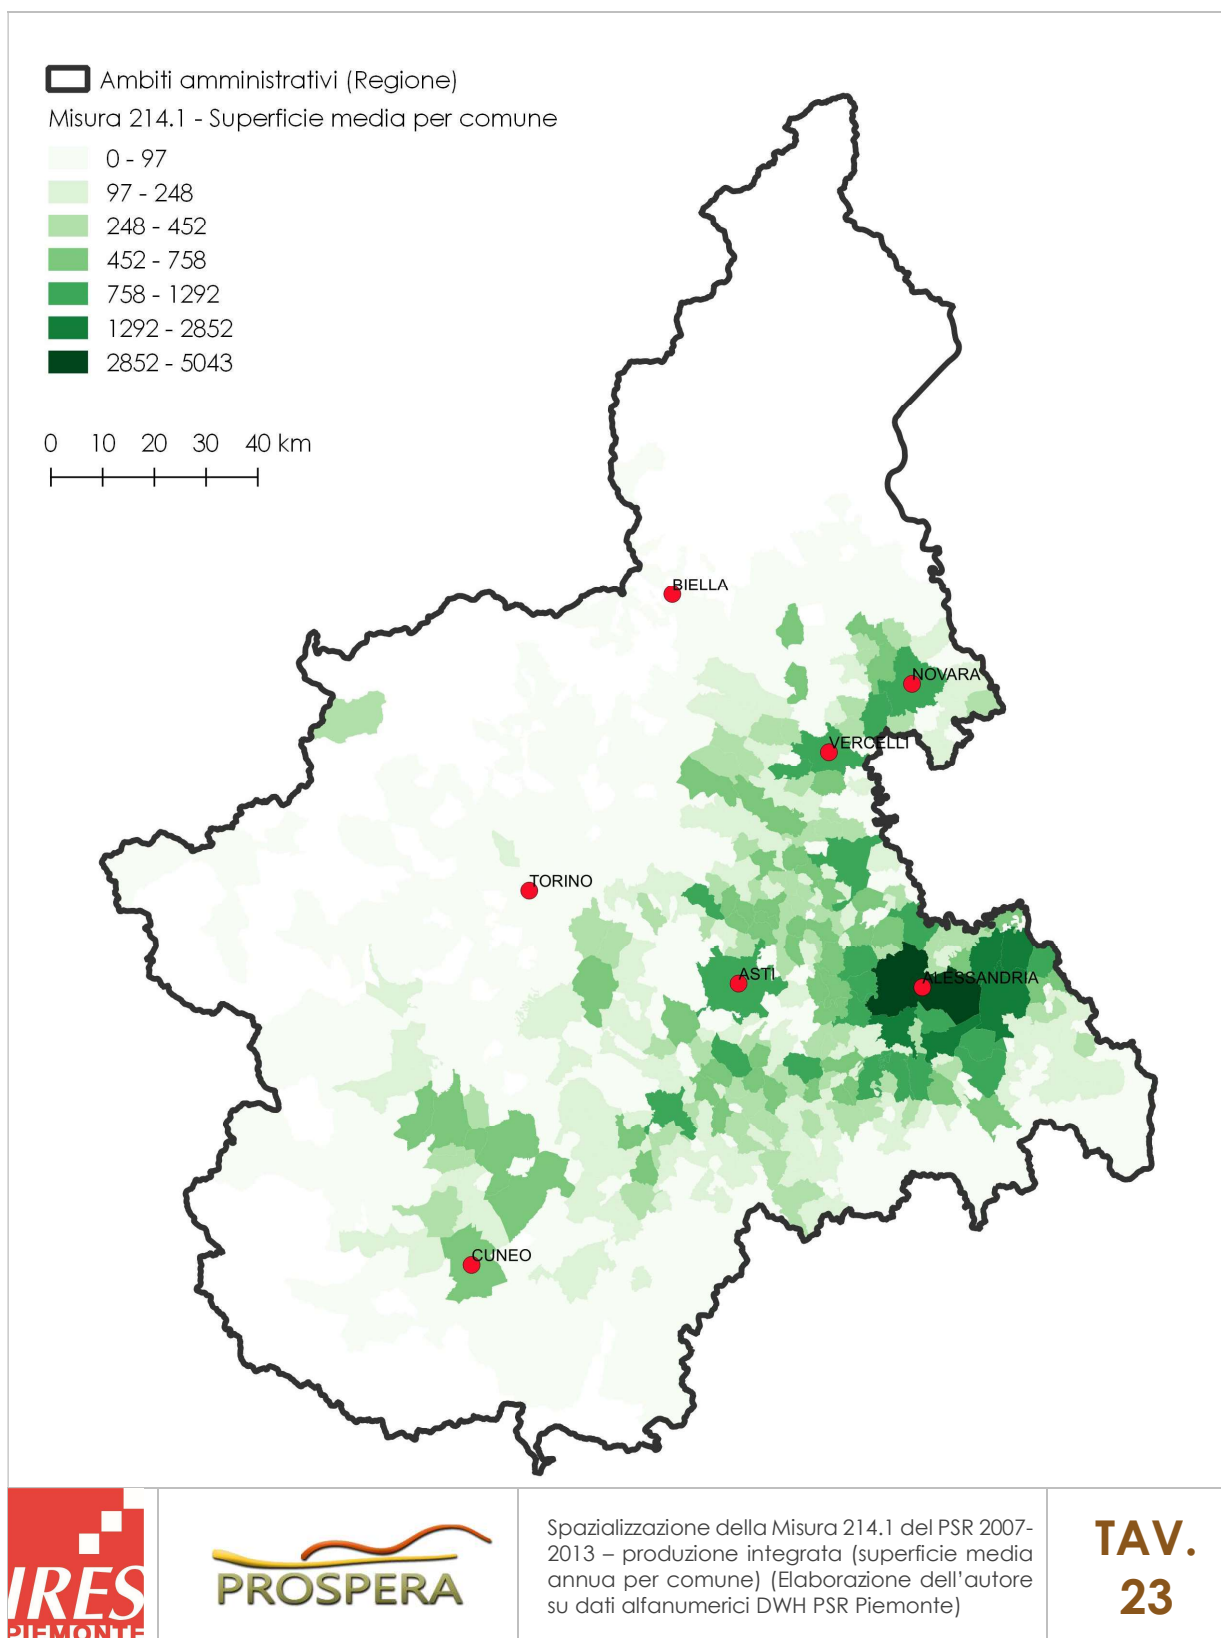 Ambiti amministrativi (Regione)
Misura 214.1 - Superficie media per comune
0 - 97
97 - 248
248 - 452
452 - 758
758 - 1292
1292 - 2852
2852 - 5043
0 10 20 30 40 km
BIELLA
NOVARA
VERCELLI
TORINO
ASTI
ALESSANDRIA
CUNEO
IRES
PIEMONTE
PROSPERA
Spazializzazione della Misura 214.1 del PSR 2007-
2013 – produzione integrata (superficie media
annua per comune) (Elaborazione dell'autore
su dati alfanumerici DWH PSR Piemonte)
TAV.
23